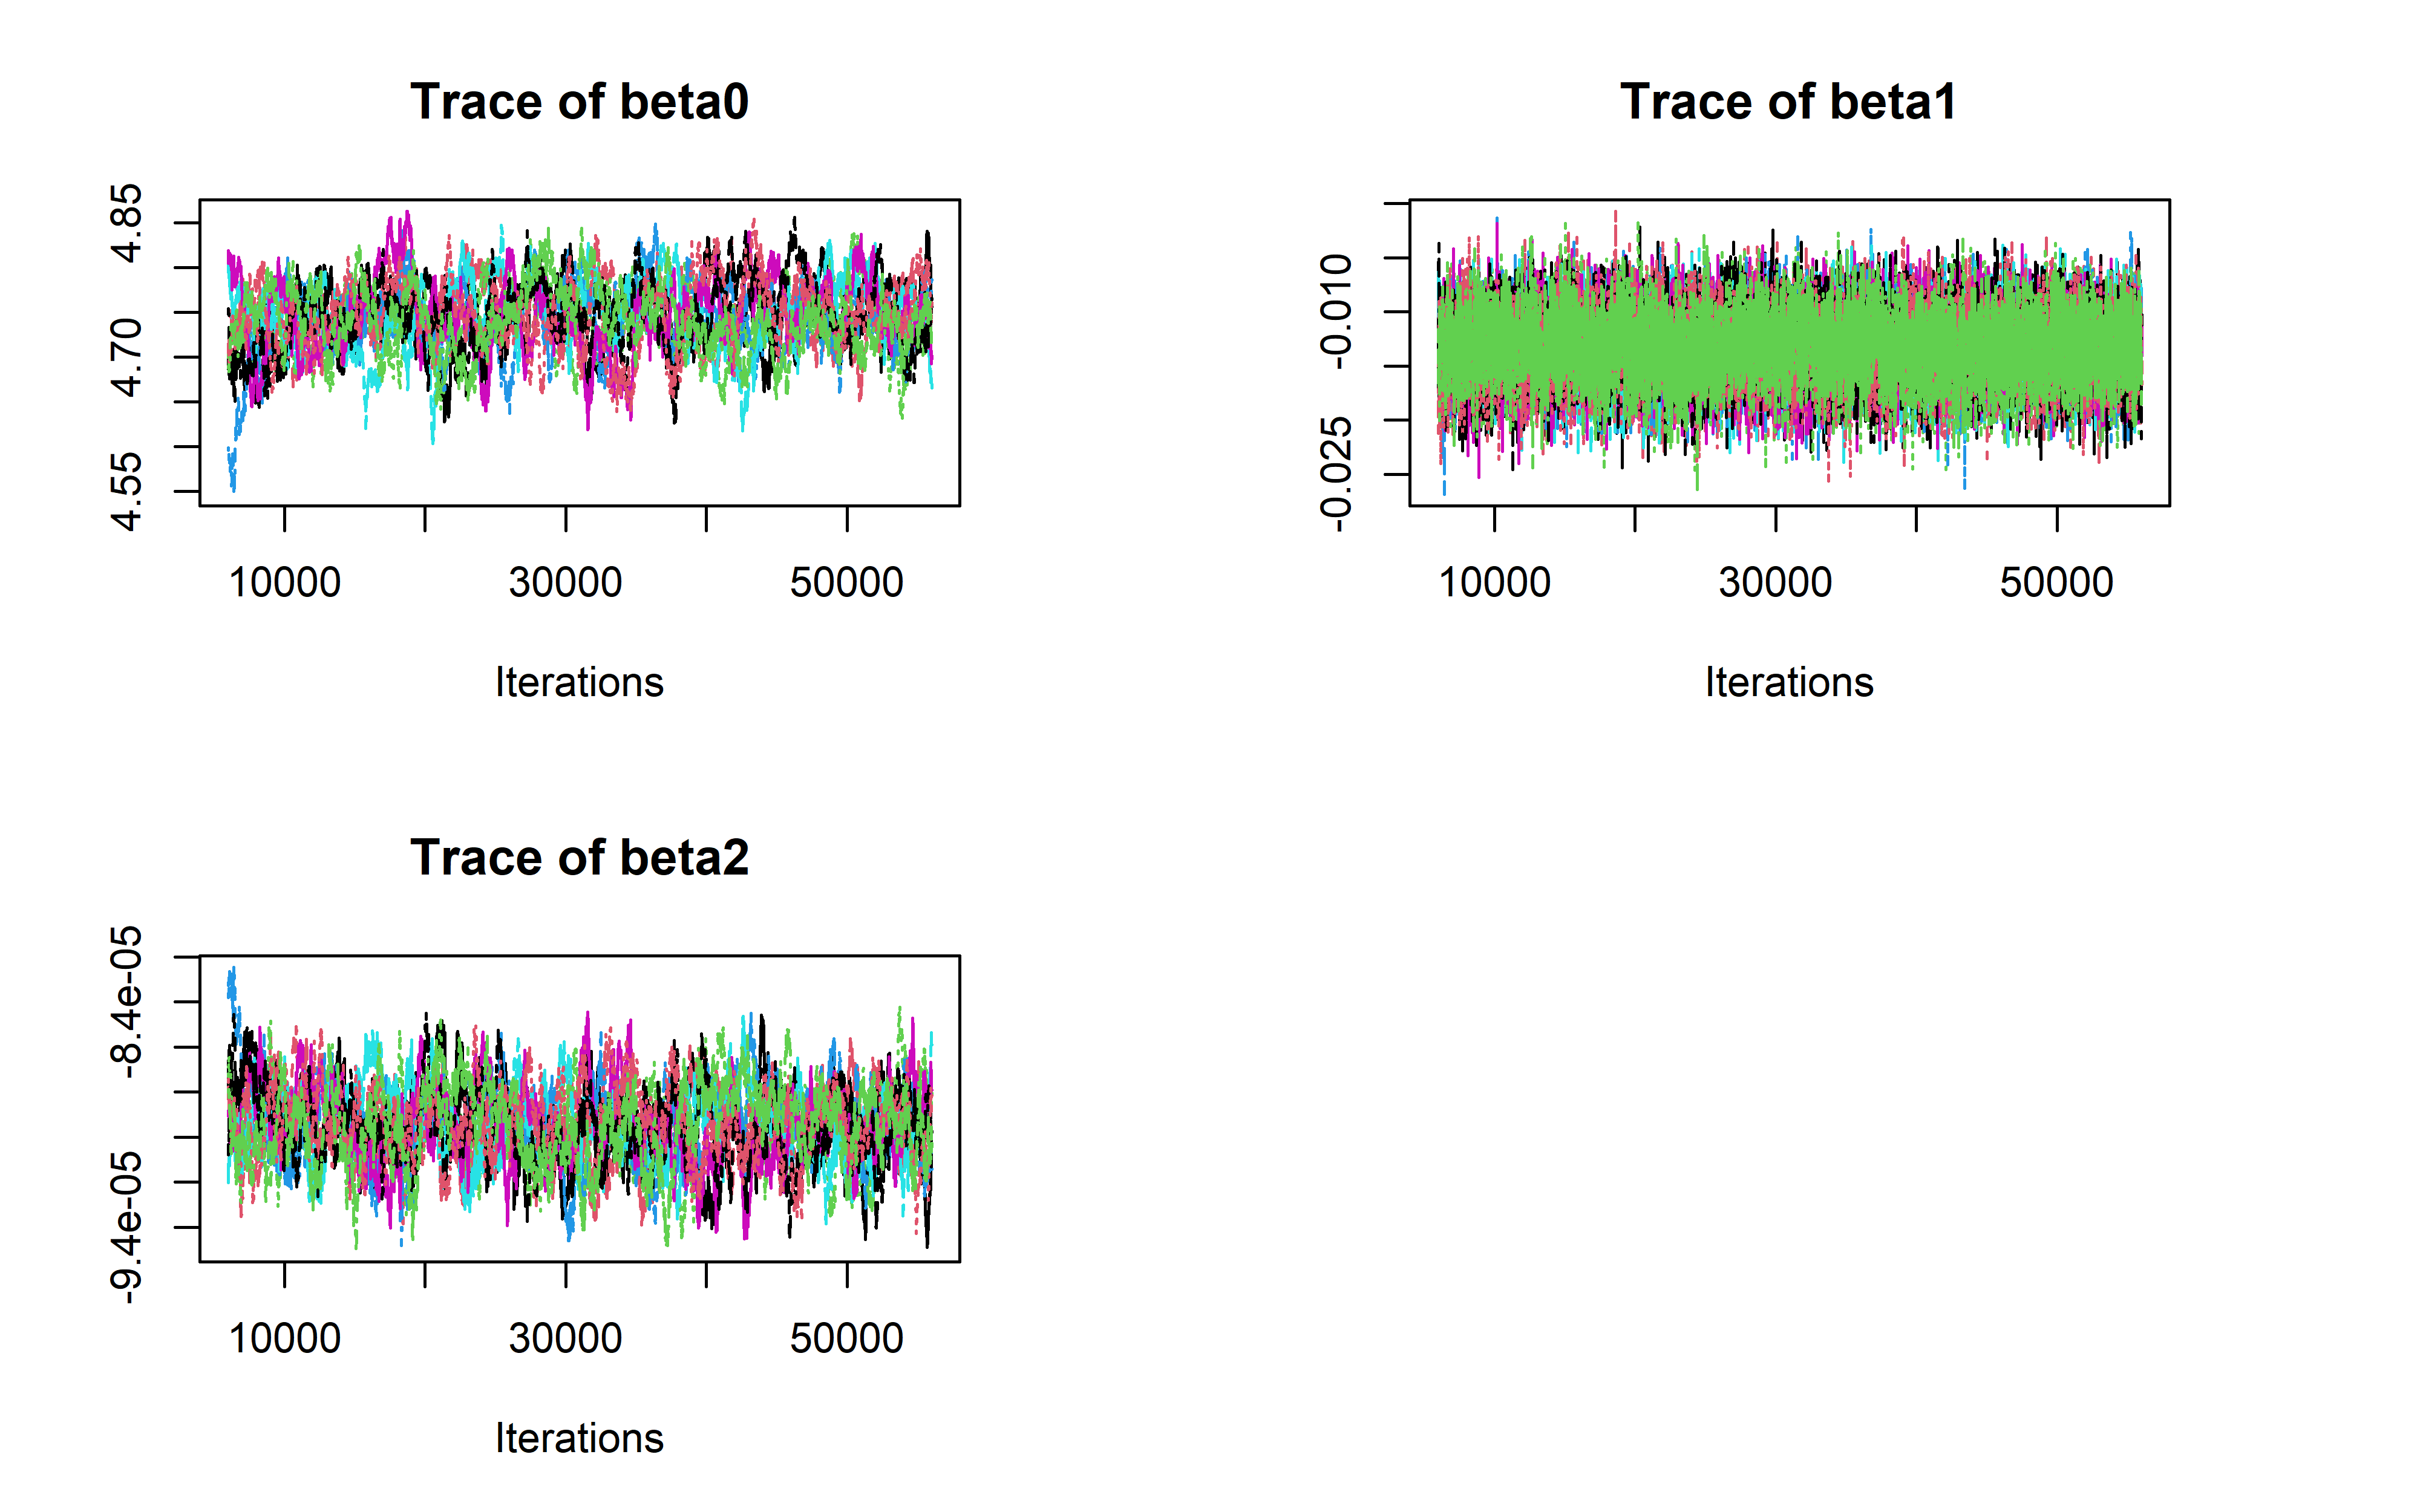 Trace of beta0
4.85
4.70
4.55
10000 30000 50000
Iterations
Trace of beta1
-0.010
-0.025
10000 30000 50000
Iterations
Trace of beta2
-8.4e-05
-9.4e-05
10000 30000 50000
Iterations